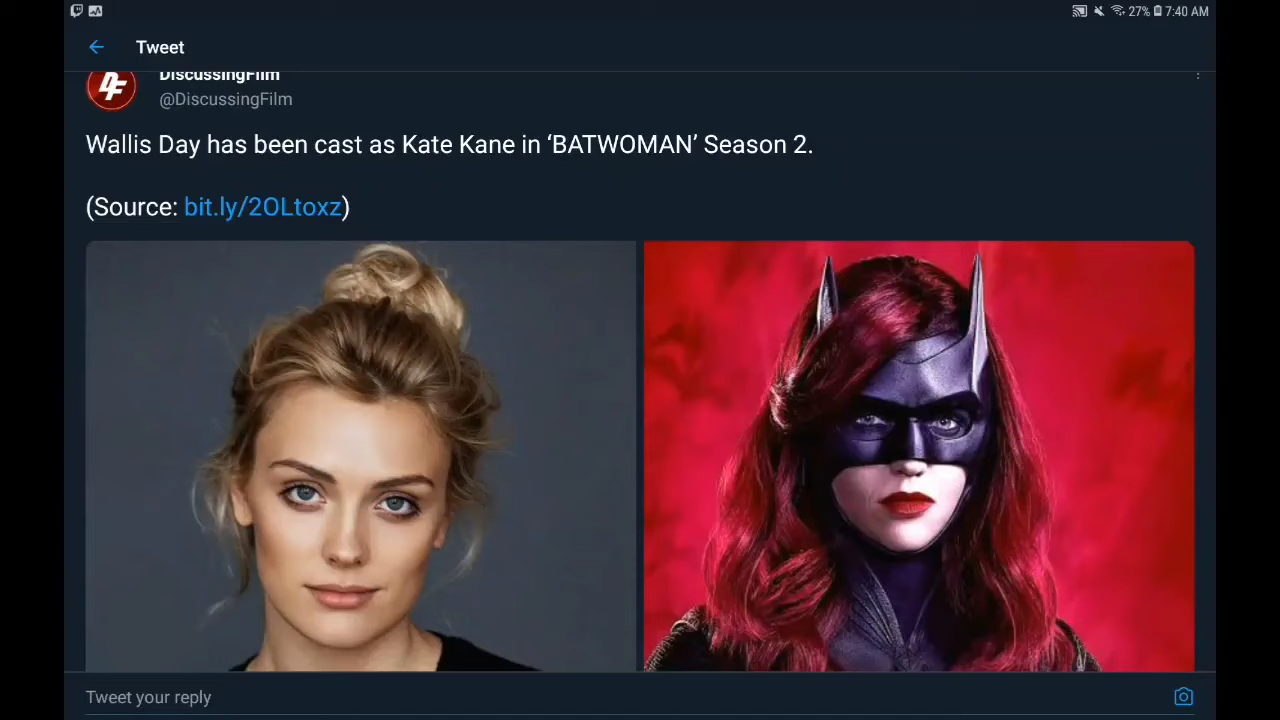 27% 7:40 AM
Tweet
DiscussingFilm
@DiscussingFilm
Wallis Day has been cast as Kate Kane in ‘BATWOMAN’ Season 2.
(Source: bit.ly/2OLtoxz)
Tweet your reply